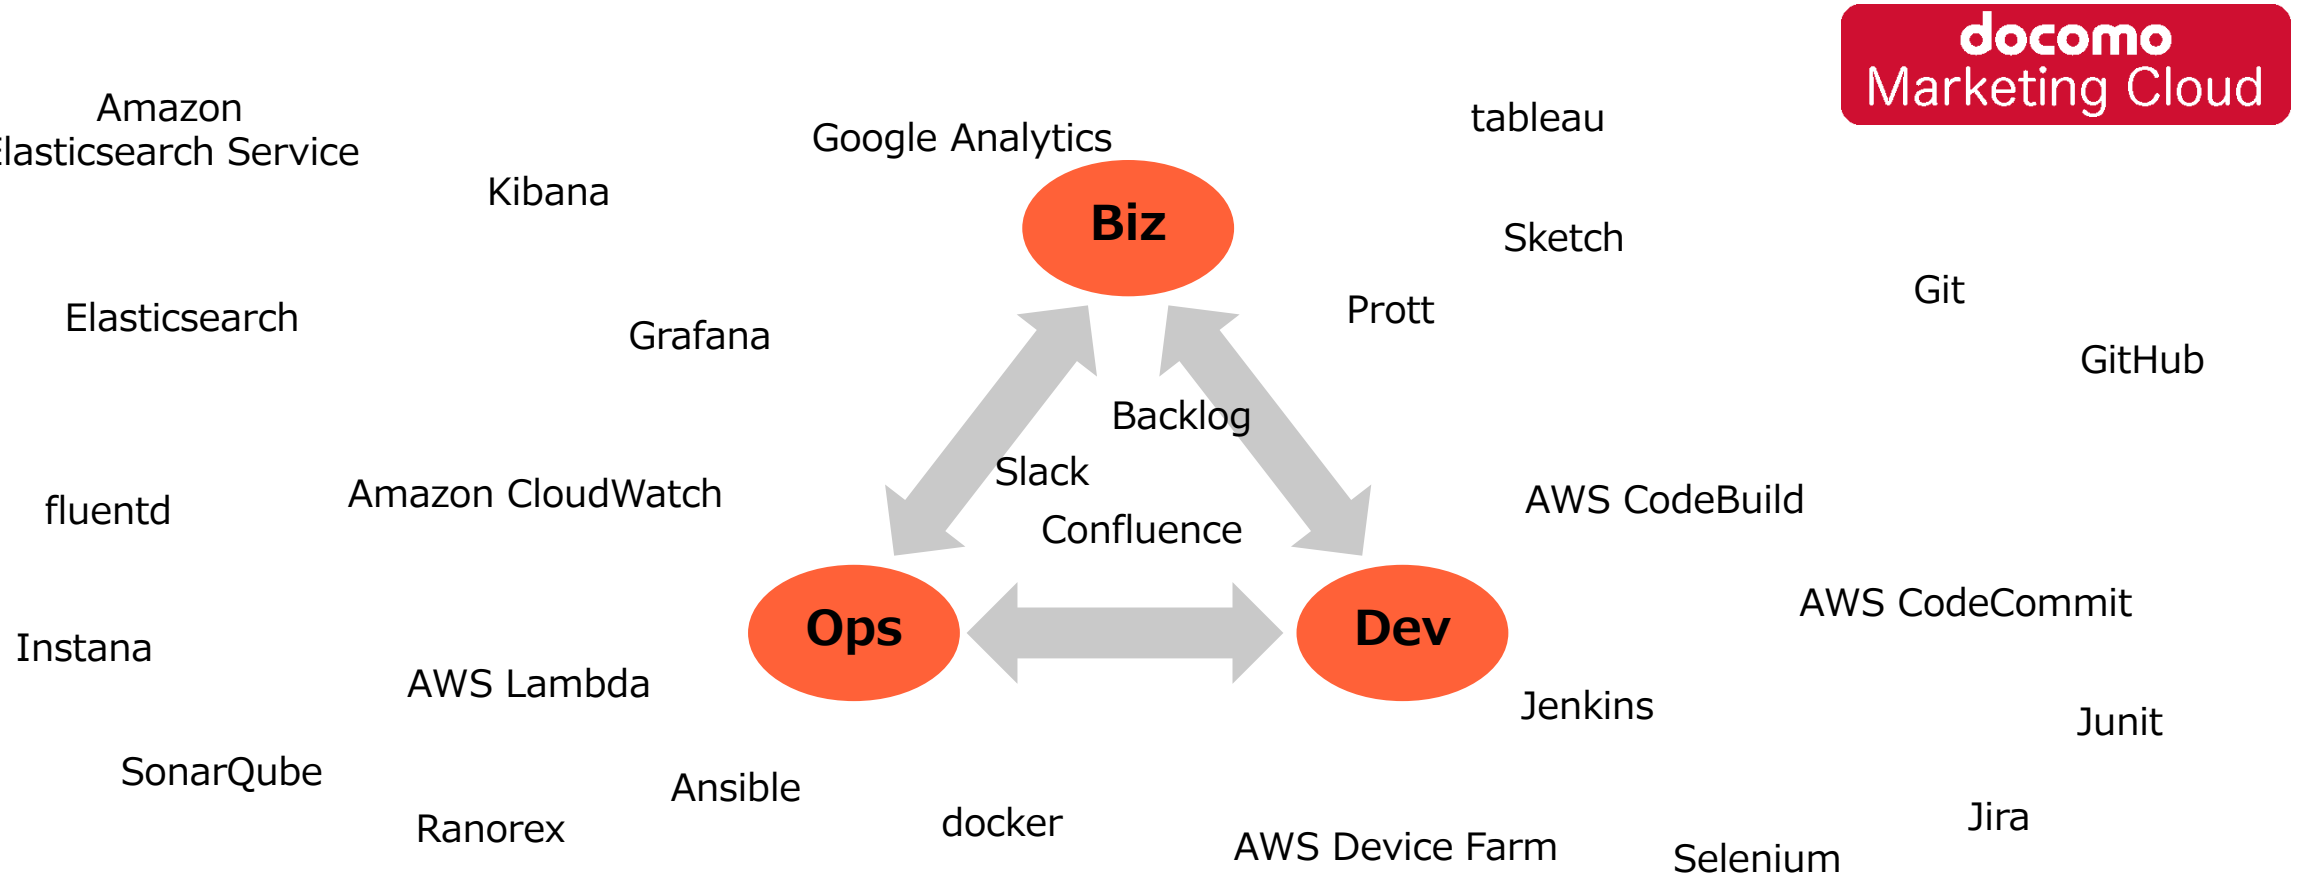 docomo
Marketing Cloud
Amazon
Elasticsearch Service
Google Analytics
tableau
Kibana
Biz
Sketch
Git
Elasticsearch
Grafana
Prott
GitHub
Backlog
Slack
Amazon CloudWatch
fluentd
Confluence
AWS CodeBuild
AWS CodeCommit
Ops
Dev
Instana
AWS Lambda
Jenkins
Junit
SonarQube
Ansible
Ranorex
docker
Jira
AWS Device Farm
Selenium